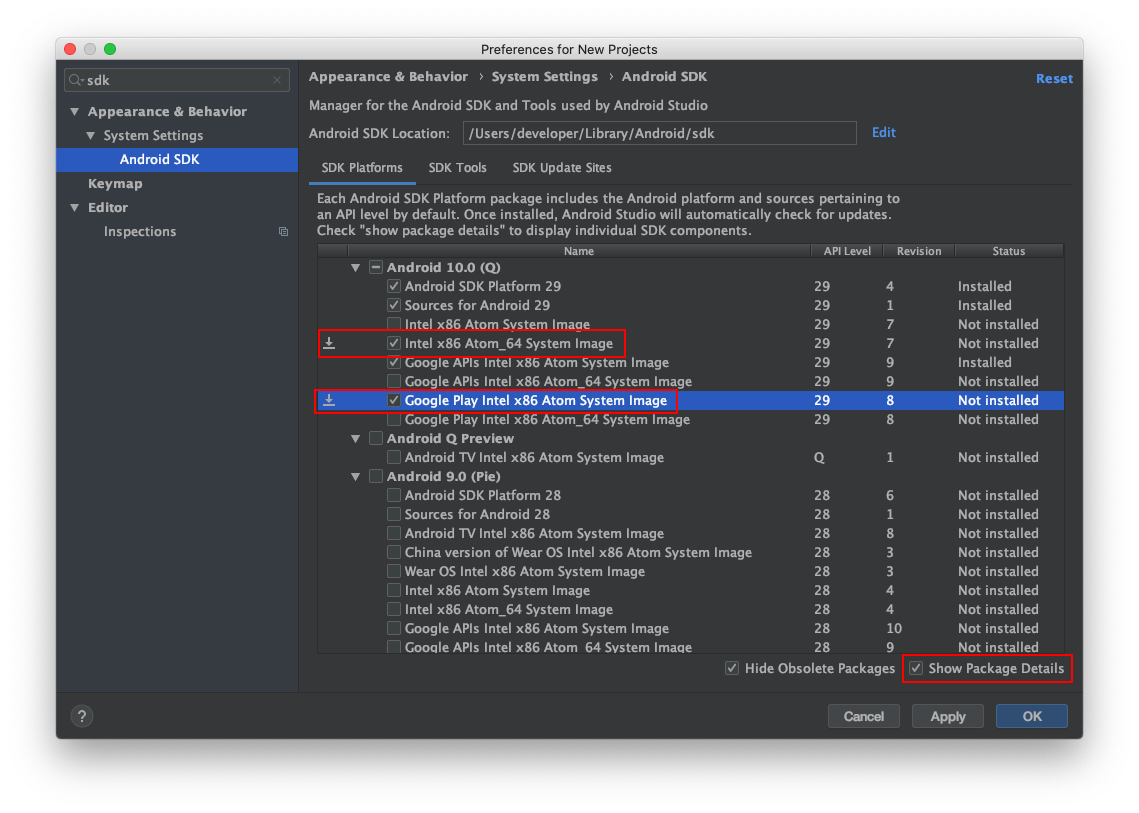 Preferences for New Projects
sdk
Appearance & Behavior
System Settings
Android SDK
Keymap
Editor
Inspections
Appearance & Behavior › System Settings › Android SDK
Reset
Manager for the Android SDK and Tools used by Android Studio
Android SDK Location: /Users/developer/Library/Android/sdk Edit
SDK Platforms SDK Tools SDK Update Sites
Each Android SDK Platform package includes the Android platform and sources pertaining to
an API level by default. Once installed, Android Studio will automatically check for updates.
Check "show package details" to display individual SDK components.
Name API Level Revision Status
Android 10.0 (Q)
Android SDK Platform 29 29 4 Installed
Sources for Android 29 29 1 Installed
Intel x86 Atom System Image 29 7 Not installed
Intel x86 Atom_64 System Image 29 7 Not installed
Google APIs Intel x86 Atom System Image 29 9 Installed
Google APIs Intel x86 Atom_64 System Image 29 9 Not installed
Google Play Intel x86 Atom System Image 29 8 Not installed
Google Play Intel x86 Atom_64 System Image 29 8 Not installed
Android Q Preview
Android TV Intel x86 Atom System Image Q 1 Not installed
Android 9.0 (Pie)
Android SDK Platform 28 28 6 Not installed
Sources for Android 28 28 1 Not installed
Android TV Intel x86 Atom System Image 28 8 Not installed
China version of Wear OS Intel x86 Atom System Image 28 3 Not installed
Wear OS Intel x86 Atom System Image 28 3 Not installed
Intel x86 Atom System Image 28 4 Not installed
Intel x86 Atom_64 System Image 28 4 Not installed
Google APIs Intel x86 Atom System Image 28 10 Not installed
Google APIs Intel x86 Atom_64 System Image 28 9 Not installed
Hide Obsolete Packages Show Package Details
? Cancel Apply OK